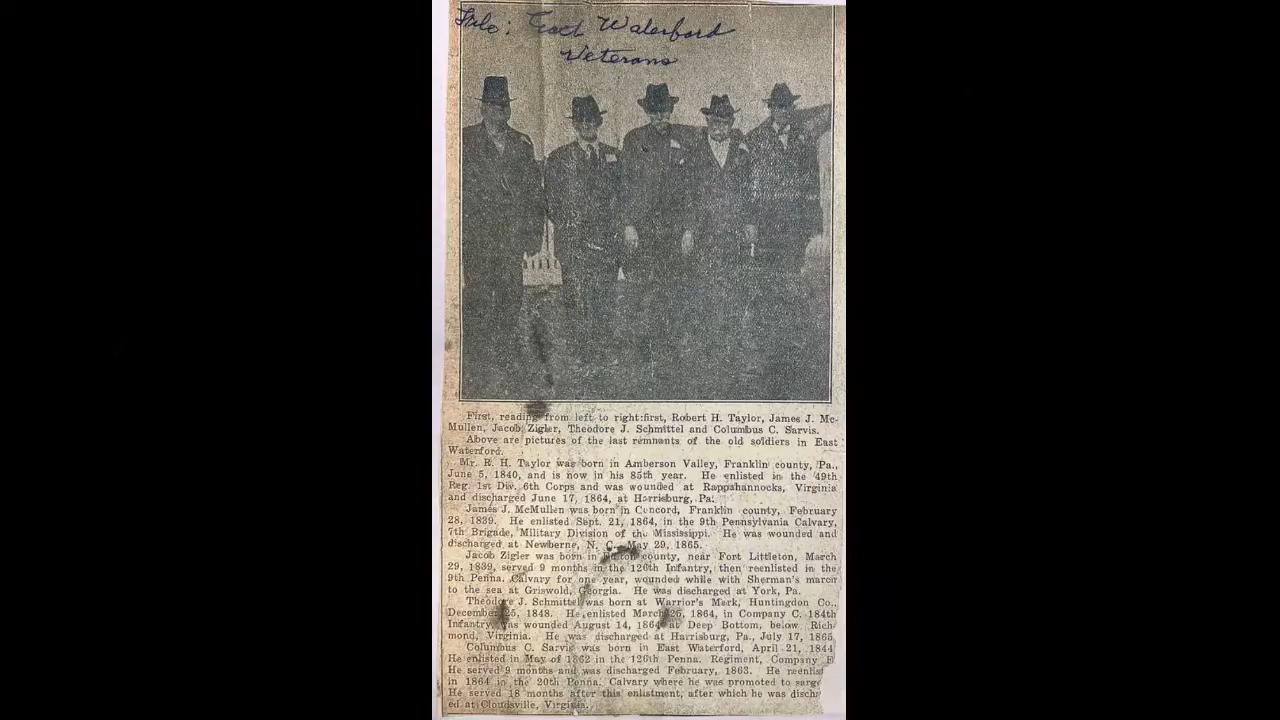 File: East Waterford
Veterans
First, reading from left to right:first, Robert H. Taylor, James J. Mc-
Mullen, Jacob Zigler, Theodore J. Schmittel and Columbus C. Sarvis.
Above are pictures of the last remnants of the old soldiers in East
Waterford.
Mr. R. H. Taylor was born in Amberson Valley, Franklin county, Pa.,
June 5, 1840, and is now in his 85th year. He enlisted in the 49th
Reg. 1st Div. 6th Corps and was wounded at Rappahannocks, Virginia
and discharged June 17, 1864, at Harrisburg, Pa.
James J. McMullen was born in Concord, Franklin county, February
28, 1839. He enlisted Sept. 21, 1864, in the 9th Pennsylvania Calvary,
7th Brigade, Military Division of the Mississippi. He was wounded and
discharged at Newberne, N. C., May 29, 1865.
Jacob Zigler was born in Fulton county, near Fort Littleton, March
29, 1839, served 9 months in the 126th Infantry, then reenlisted in the
9th Penna. Calvary for one year, wounded while with Sherman's march
to the sea at Griswold, Georgia. He was discharged at York, Pa.
Theodore J. Schmittel was born at Warrior's Mark, Huntingdon Co.,
December 25, 1848. He enlisted March 26, 1864, in Company C. 184th
Infantry, was wounded August 14, 1864 at Deep Bottom, below Rich
mond, Virginia. He was discharged at Harrisburg, Pa., July 17, 1865
Columbus C. Sarvis was born in East Waterford, April 21, 1844
He enlisted in May of 1862 in the 126th Penna. Regiment, Company F
He served 9 months and was discharged February, 1863. He reenlis
in 1864 in the 20th Penna. Calvary where he was promoted to sarge
He served 18 months after this enlistment, after which he was disch
ed at Cloudsville, Virginia.